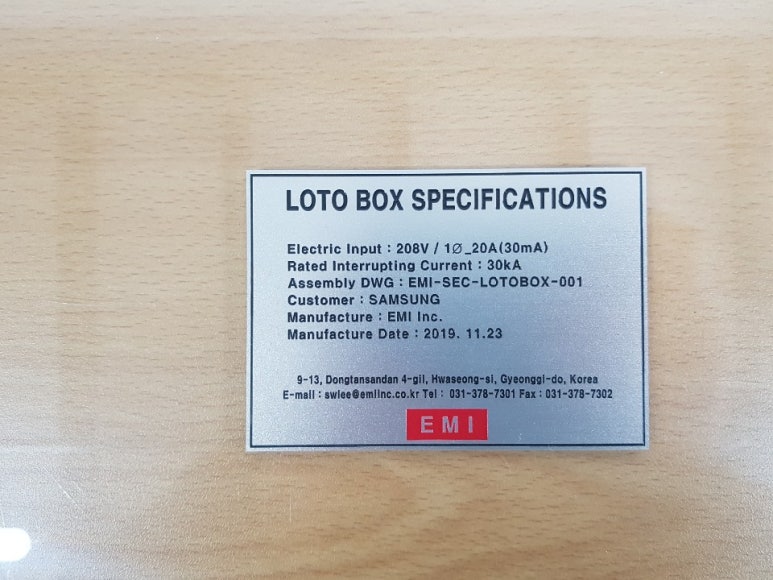 LOTO BOX SPECIFICATIONS
Electric Input : 208V / 1Ø_20A(30mA)
Rated Interrupting Current : 30kA
Assembly DWG : EMI-SEC-LOTOBOX-001
Customer : SAMSUNG
Manufacture : EMI Inc.
Manufacture Date : 2019. 11.23
9-13, Dongtansandan 4-gil, Hwaseong-si, Gyeonggi-do, Korea
E-mail : swlee@emiinc.co.kr Tel : 031-378-7301 Fax : 031-378-7302
EMI